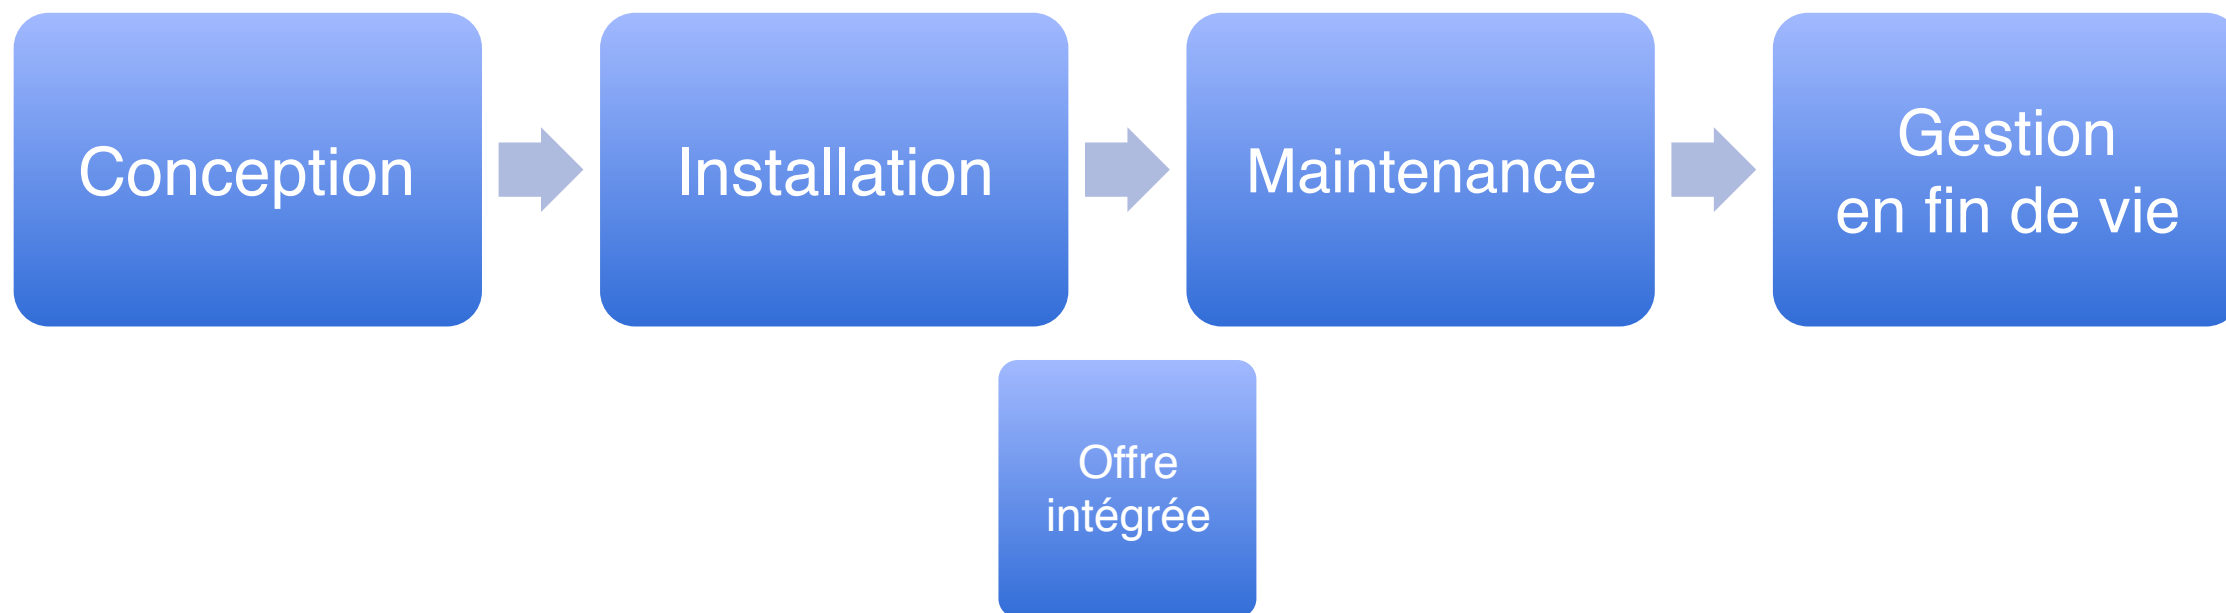 Conception
Installation
Maintenance
Gestion
en fin de vie
Offre
intégrée